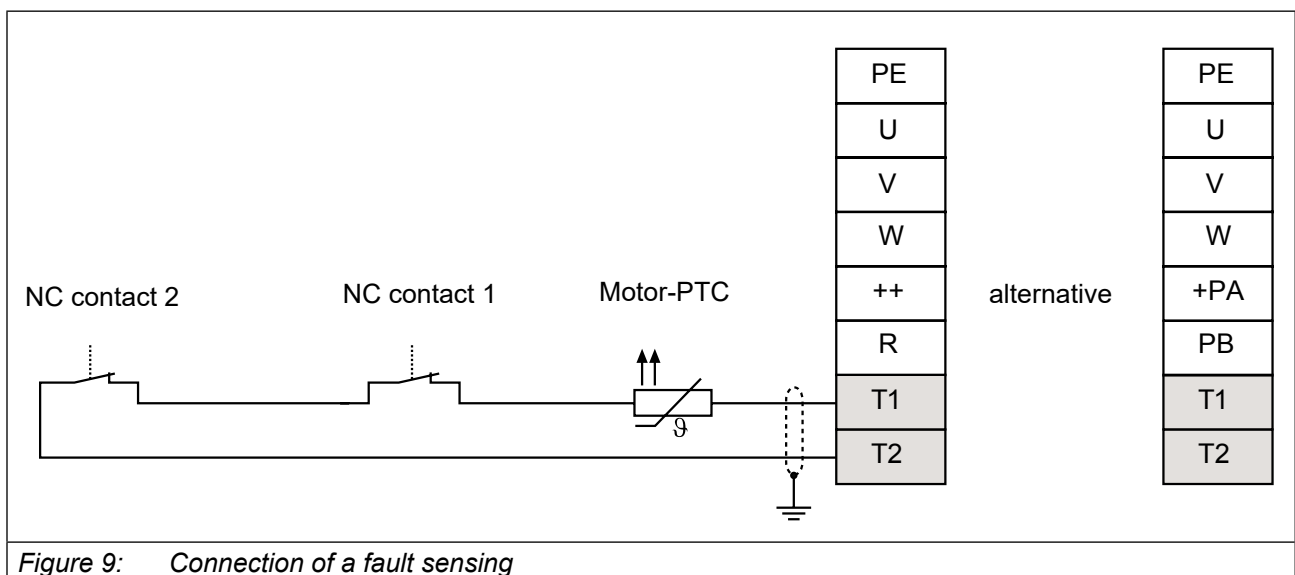 PE
PE
U
U
V
V
W
W
NC contact 2
NC contact 1
Motor-PTC
++
alternative
+PA
R
PB
T1
T1
ϑ
T2
T2
Figure 9: Connection of a fault sensing